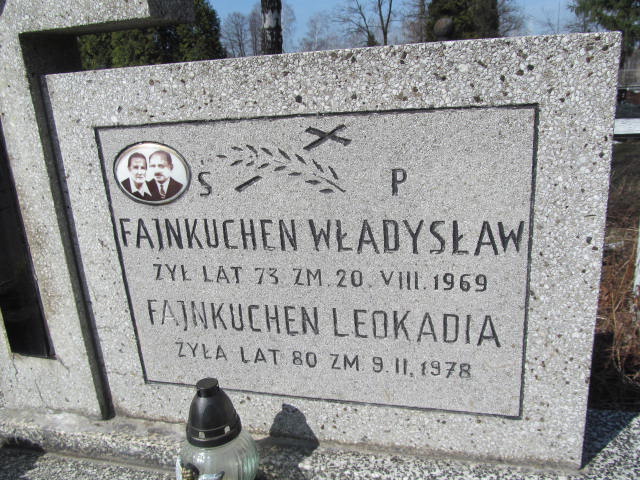 S P
FAJNKUCHEN WŁADYSŁAW
ŻYŁ LAT 73 ZM. 20. VIII. 1969
FAJNKUCHEN LEOKADIA
ŻYŁA LAT 80 ZM 9. II. 1978